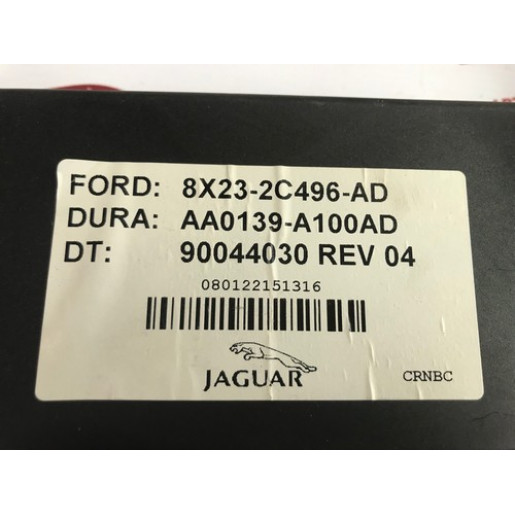 FORD: 8X23-2C496-AD
DURA: AA0139-A100AD
DT: 90044030 REV 04
080122151316
JAGUAR
CRNBC